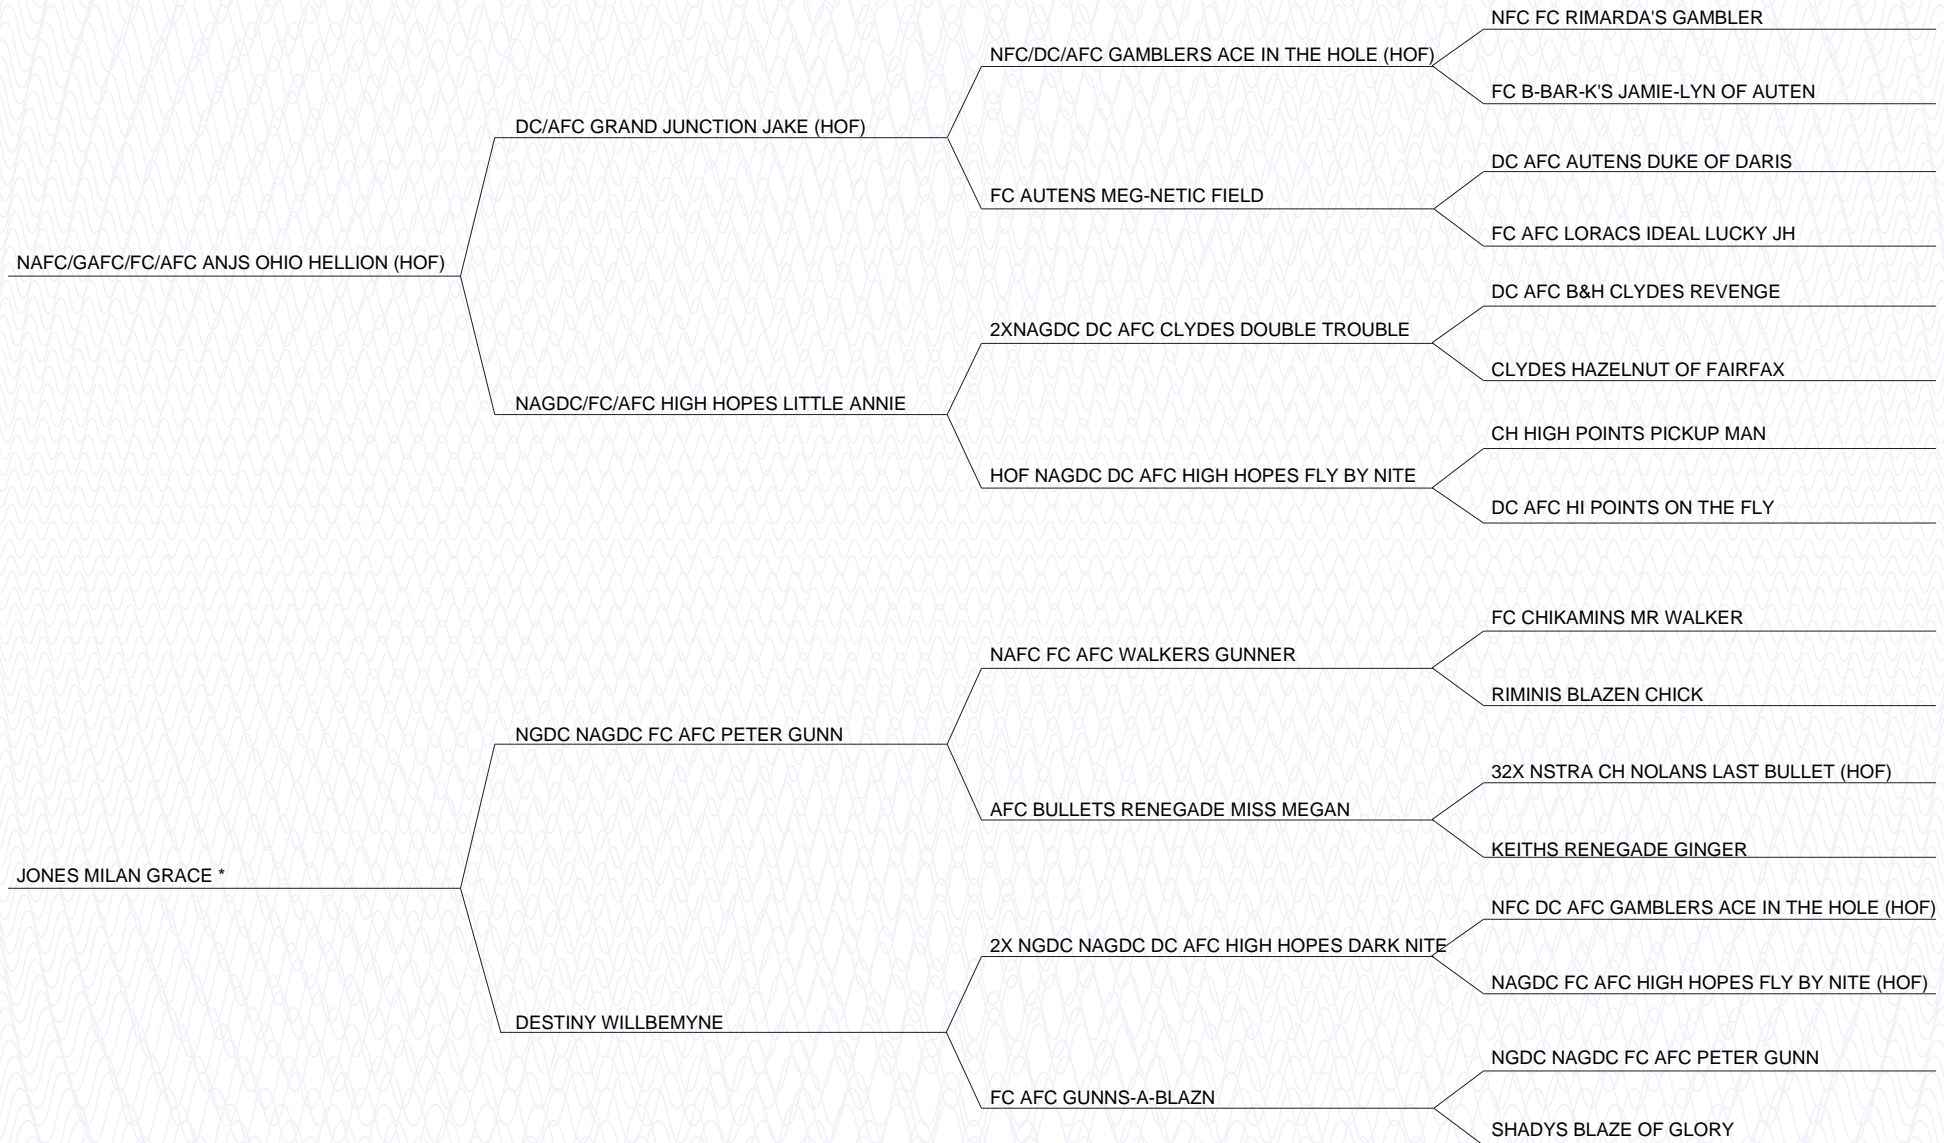 NFC FC RIMARDA'S GAMBLER
NFC/DC/AFC GAMBLERS ACE IN THE HOLE (HOF)
FC B-BAR-K'S JAMIE-LYN OF AUTEN
DC/AFC GRAND JUNCTION JAKE (HOF)
DC AFC AUTENS DUKE OF DARIS
FC AUTENS MEG-NETIC FIELD
FC AFC LORACS IDEAL LUCKY JH
NAFC/GAFC/FC/AFC ANJS OHIO HELLION (HOF)
DC AFC B&H CLYDES REVENGE
2XNAGDC DC AFC CLYDES DOUBLE TROUBLE
CLYDES HAZELNUT OF FAIRFAX
NAGDC/FC/AFC HIGH HOPES LITTLE ANNIE
CH HIGH POINTS PICKUP MAN
HOF NAGDC DC AFC HIGH HOPES FLY BY NITE
DC AFC HI POINTS ON THE FLY
FC CHIKAMINS MR WALKER
NAFC FC AFC WALKERS GUNNER
RIMINIS BLAZEN CHICK
NGDC NAGDC FC AFC PETER GUNN
32X NSTRA CH NOLANS LAST BULLET (HOF)
AFC BULLETS RENEGADE MISS MEGAN
KEITHS RENEGADE GINGER
JONES MILAN GRACE *
NFC DC AFC GAMBLERS ACE IN THE HOLE (HOF)
2X NGDC NAGDC DC AFC HIGH HOPES DARK NITE
NAGDC FC AFC HIGH HOPES FLY BY NITE (HOF)
DESTINY WILLBEMYNE
NGDC NAGDC FC AFC PETER GUNN
FC AFC GUNNS-A-BLAZN
SHADYS BLAZE OF GLORY